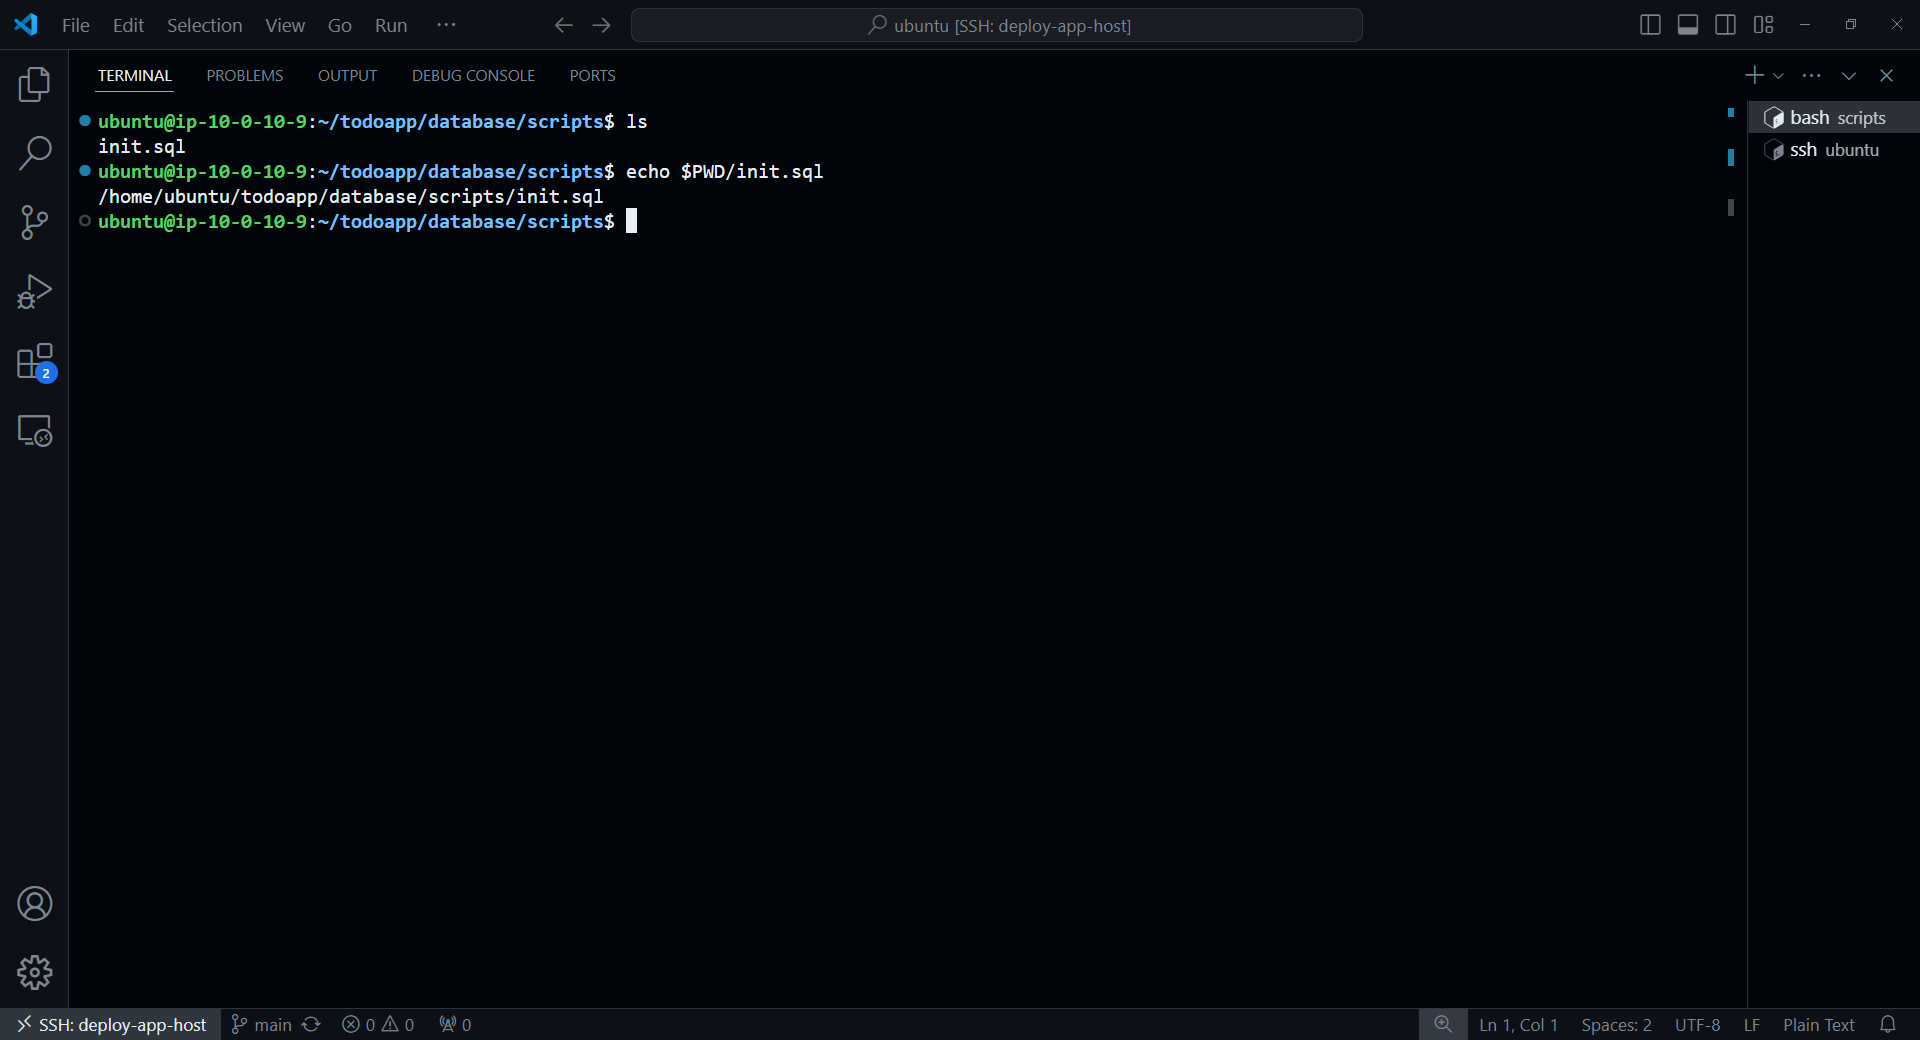 File Edit Selection View Go Run ···
ubuntu [SSH: deploy-app-host]
TERMINAL PROBLEMS OUTPUT DEBUG CONSOLE PORTS
ubuntu@ip-10-0-10-9:~/todoapp/database/scripts$ ls
init.sql
ubuntu@ip-10-0-10-9:~/todoapp/database/scripts$ echo $PWD/init.sql
/home/ubuntu/todoapp/database/scripts/init.sql
ubuntu@ip-10-0-10-9:~/todoapp/database/scripts$
bash scripts
ssh ubuntu
2
SSH: deploy-app-host main 0 0 0 Ln 1, Col 1 Spaces: 2 UTF-8 LF Plain Text